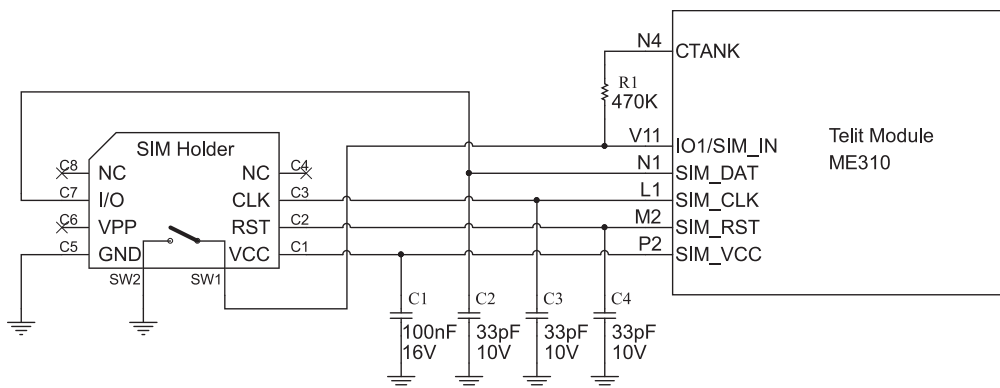 N4 CTANK
R1
470K
V11 IO1/SIM_IN
Telit Module
ME310
SIM Holder
N1 SIM_DAT
C8 NC
NC C4
C7 I/O
CLK C3
L1 SIM_CLK
C6 VPP
RST C2
M2 SIM_RST
C5 GND
VCC C1
P2 SIM_VCC
SW2 SW1
C1 C2 C3 C4
100nF 33pF 33pF 33pF
16V 10V 10V 10V